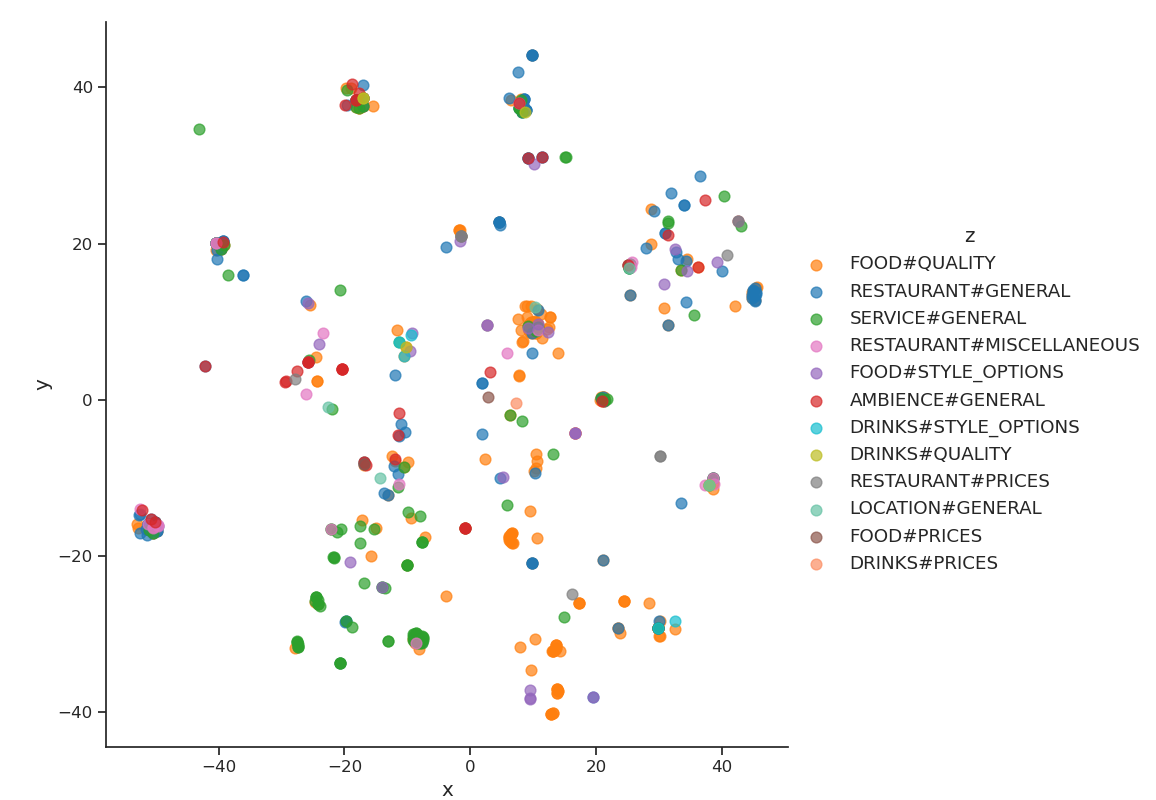 40
20
0
−20
−40
y
−40
−20
0
20
40
x
z
FOOD#QUALITY
RESTAURANT#GENERAL
SERVICE#GENERAL
RESTAURANT#MISCELLANEOUS
FOOD#STYLE_OPTIONS
AMBIENCE#GENERAL
DRINKS#STYLE_OPTIONS
DRINKS#QUALITY
RESTAURANT#PRICES
LOCATION#GENERAL
FOOD#PRICES
DRINKS#PRICES